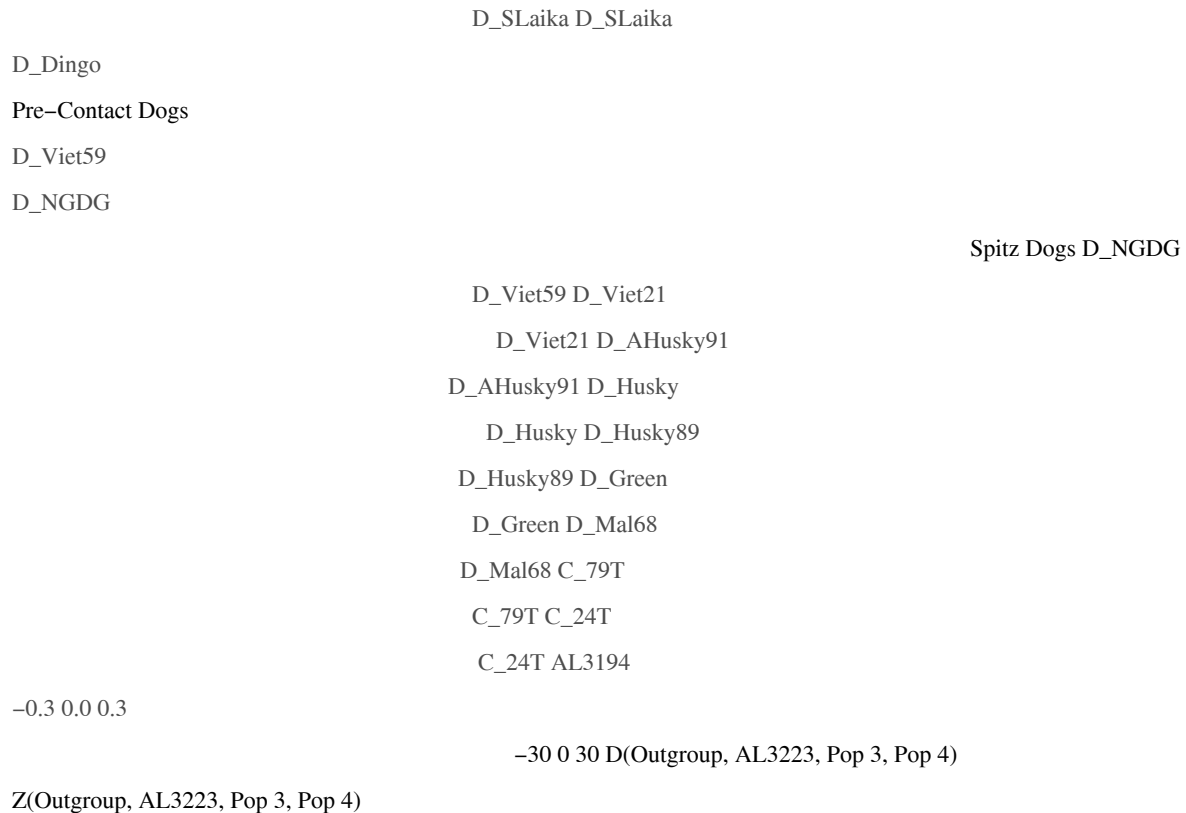 D_SLaika D_SLaika
D_Dingo
Pre−Contact Dogs
D_Viet59
D_NGDG
Spitz Dogs D_NGDG
D_Viet59 D_Viet21
D_Viet21 D_AHusky91
D_AHusky91 D_Husky
D_Husky D_Husky89
D_Husky89 D_Green
D_Green D_Mal68
D_Mal68 C_79T
C_79T C_24T
C_24T AL3194
−0.3 0.0 0.3
−30 0 30 D(Outgroup, AL3223, Pop 3, Pop 4)
Z(Outgroup, AL3223, Pop 3, Pop 4)